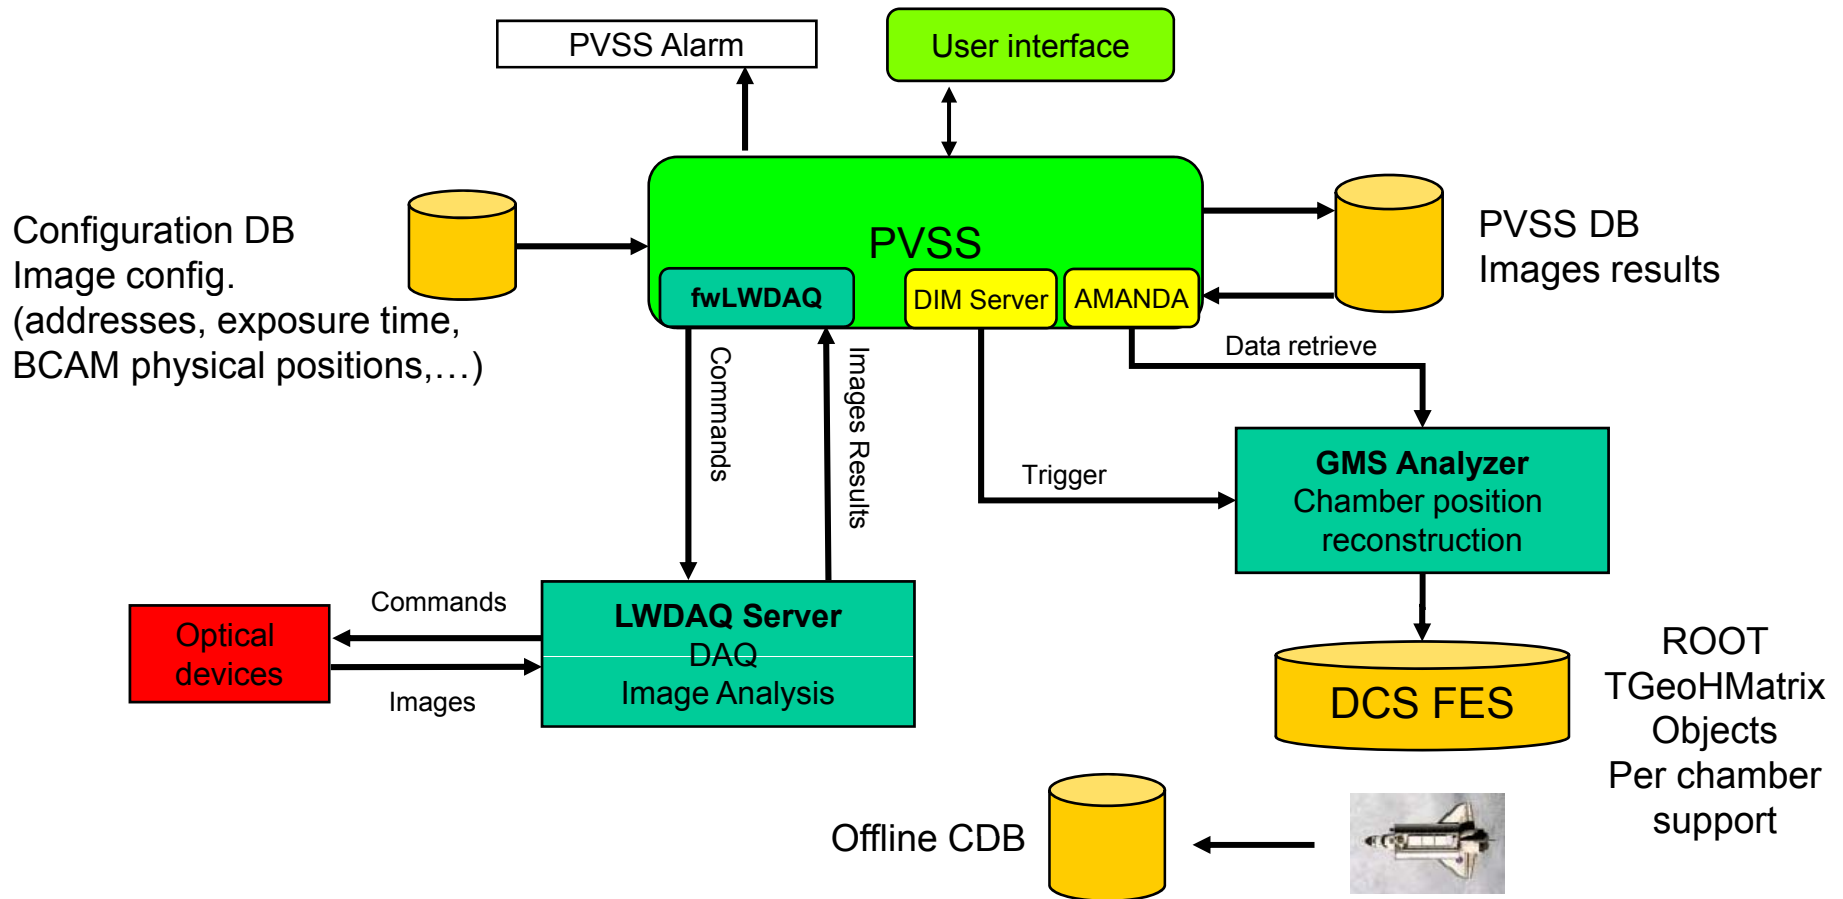 PVSS Alarm
User interface
Configuration DB
Image config.
(addresses, exposure time,
BCAM physical positions,…)
PVSS
fwLWDAQ
DIM Server
AMANDA
PVSS DB
Images results
Commands
Images Results
Data retrieve
Trigger
GMS Analyzer
Chamber position
reconstruction
Commands
Images
Optical
devices
LWDAQ Server
DAQ
Image Analysis
DCS FES
ROOT
TGeoHMatrix
Objects
Per chamber
support
Offline CDB